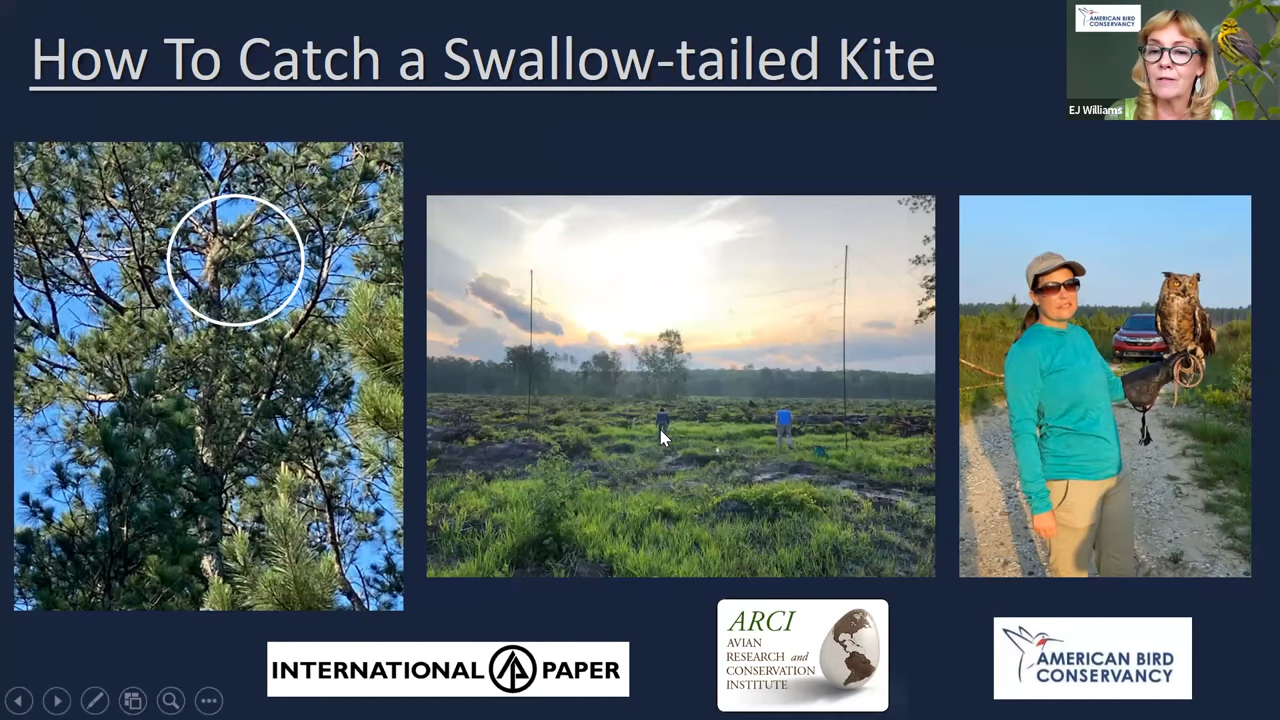 How To Catch a Swallow-tailed Kite
AMERICAN BIRD
CONSERVANCY
EJ Williams
INTERNATIONAL PAPER
ARCI
AVIAN
RESEARCH and
CONSERVATION
INSTITUTE
AMERICAN BIRD
CONSERVANCY